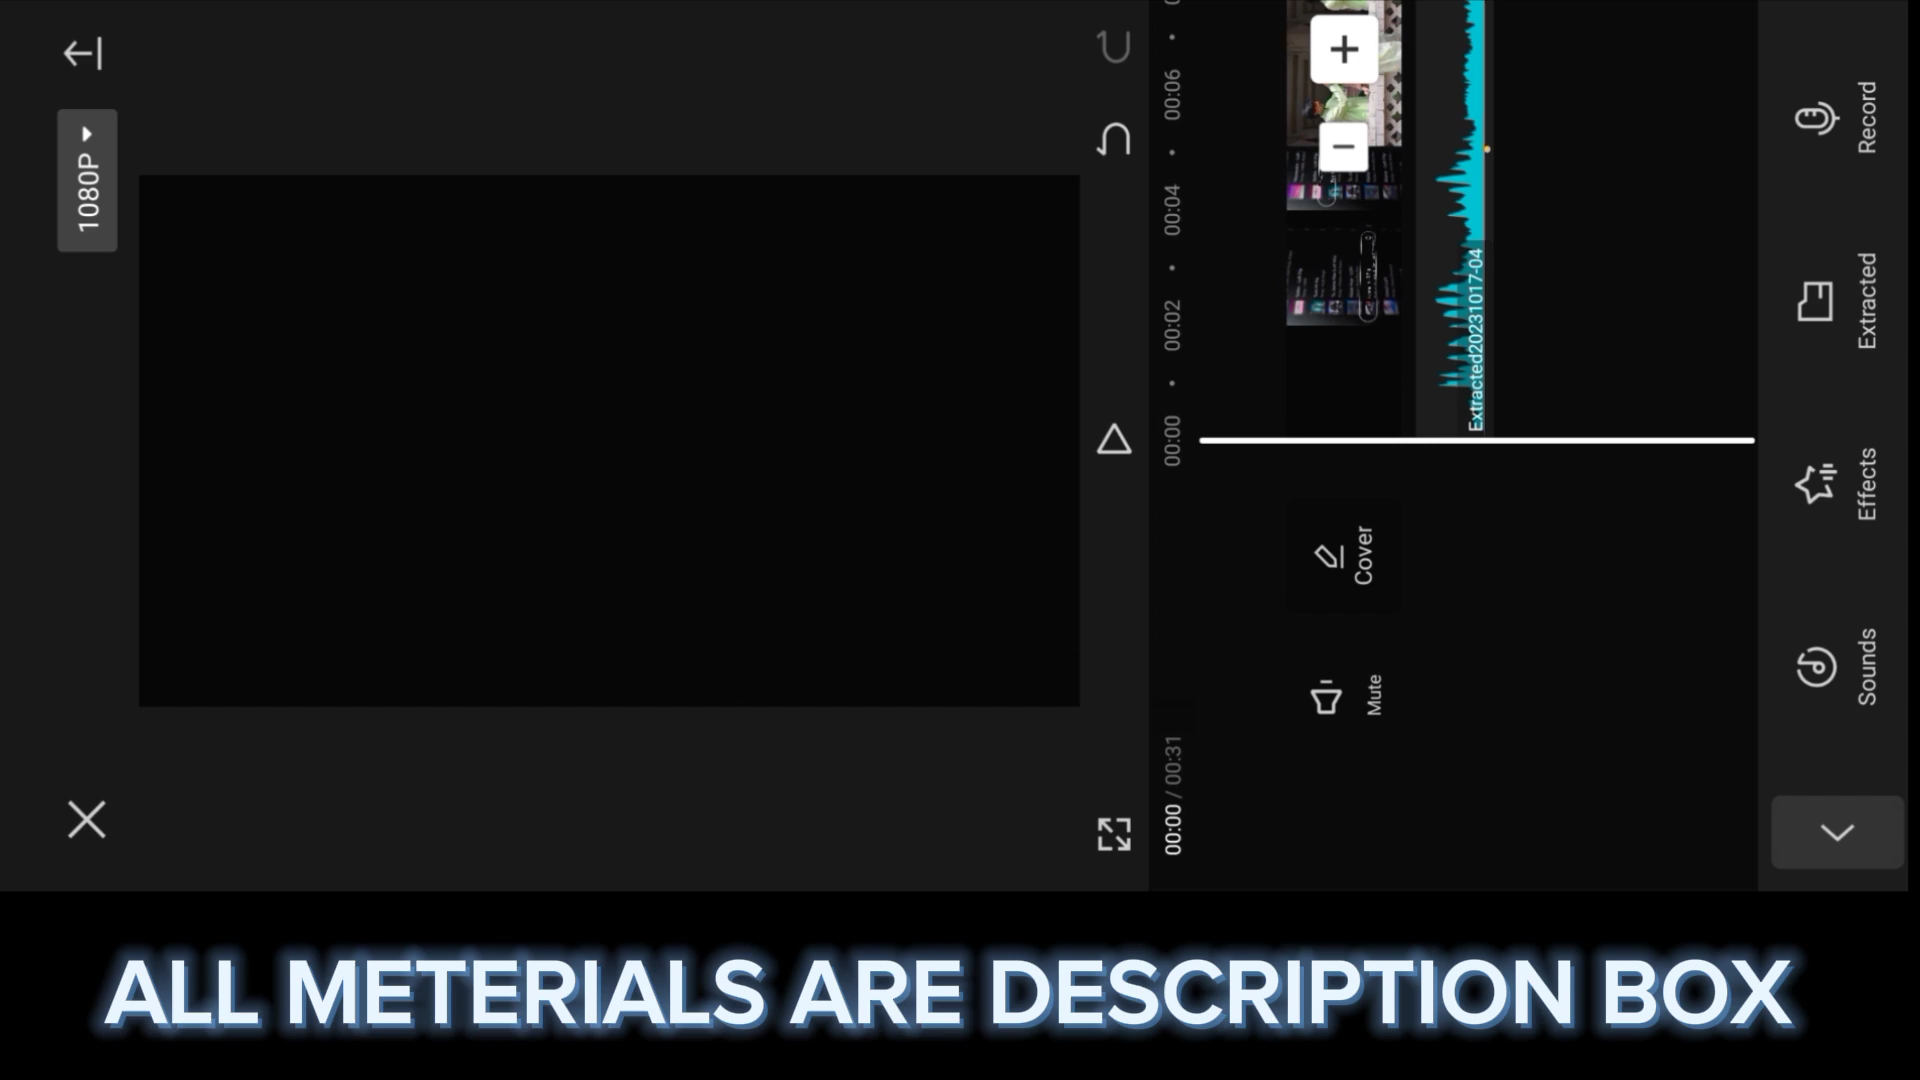 1080P
00:00 / 00:31
00:00
00:02
00:04
00:06
Mute
Cover
Extracted20231017-04
Sounds
Effects
Extracted
Record
ALL METERIALS ARE DESCRIPTION BOX